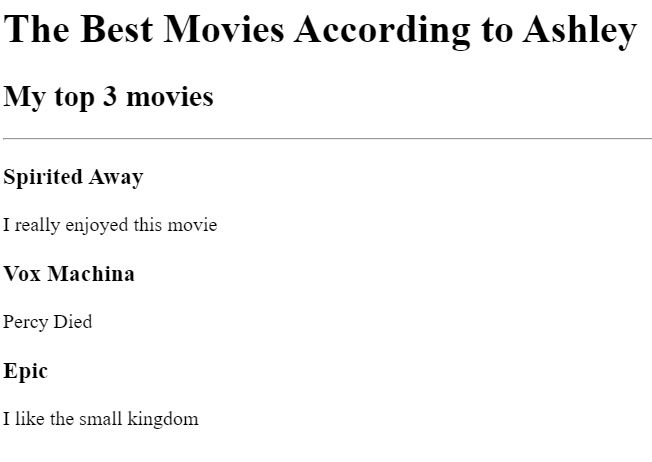 The Best Movies According to Ashley
My top 3 movies
Spirited Away
I really enjoyed this movie
Vox Machina
Percy Died
Epic
I like the small kingdom